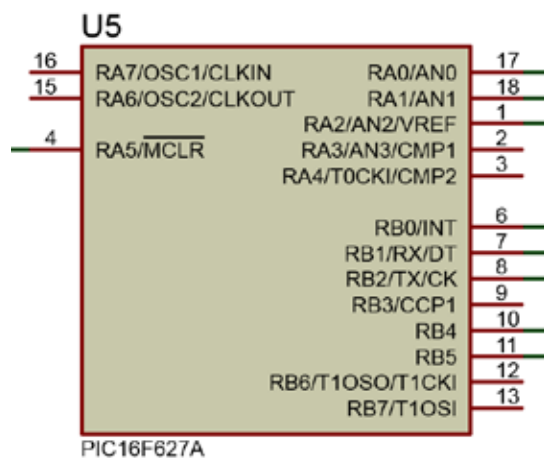 U5
16 RA7/OSC1/CLKIN RA0/AN0 17
15 RA6/OSC2/CLKOUT RA1/AN1 18
RA2/AN2/VREF 1
4 RA5/MCLR RA3/AN3/CMP1 2
RA4/T0CKI/CMP2 3
RB0/INT 6
RB1/RX/DT 7
RB2/TX/CK 8
RB3/CCP1 9
RB4 10
RB5 11
RB6/T1OSO/T1CKI 12
RB7/T1OSI 13
PIC16F627A